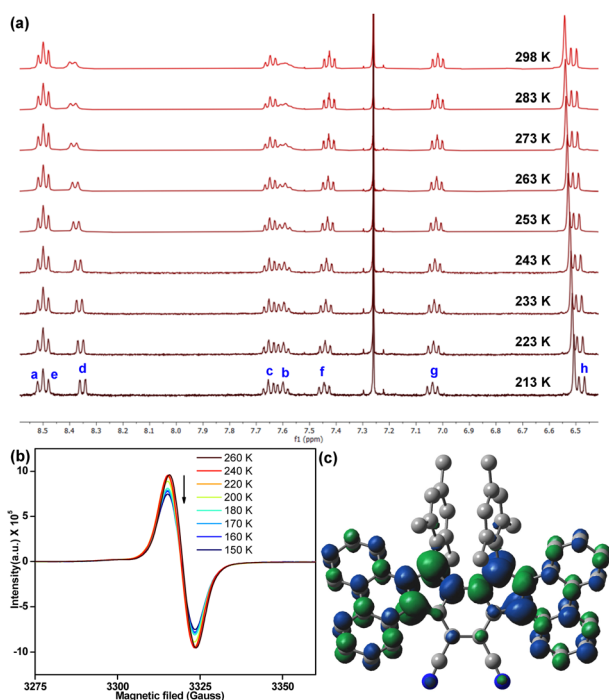 (a)
298 K
283 K
273 K
263 K
253 K
243 K
233 K
223 K
a e d c b f g 213 K h
8.5 8.4 8.3 8.2 8.1 8.0 7.9 7.8 7.7 7.6 7.5 7.4 7.3 7.2 7.1 7.0 6.9 6.8 6.7 6.6 6.5
f1 (ppm)
(b)
Intensity(a.u.) X 10⁵
10
5
0
-5
-10
260 K
240 K
220 K
200 K
180 K
170 K
160 K
150 K
3275 3300 3325 3350
Magnetic filed (Gauss)
(c)